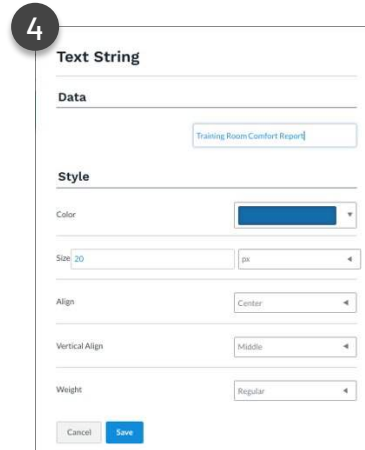 4
Text String
Data
Training Room Comfort Report
Style
Color
Size 20 px
Align Center
Vertical Align Middle
Weight Regular
Cancel Save